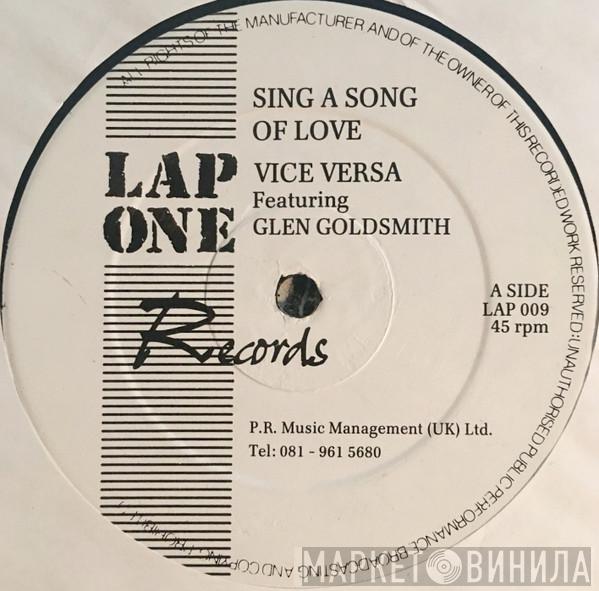 ALL RIGHTS OF THE MANUFACTURER AND OF THE OWNER OF THIS RECORDED WORK RESERVED : UNAUTHORISED PUBLIC PERFORMANCE BROADCASTING AND COPYING PROHIBITED
SING A SONG
OF LOVE
LAP
ONE
Records
VICE VERSA
Featuring
GLEN GOLDSMITH
A SIDE
LAP 009
45 rpm
P.R. Music Management (UK) Ltd.
Tel: 081 - 961 5680
МАРКЕТ ВИНИЛА